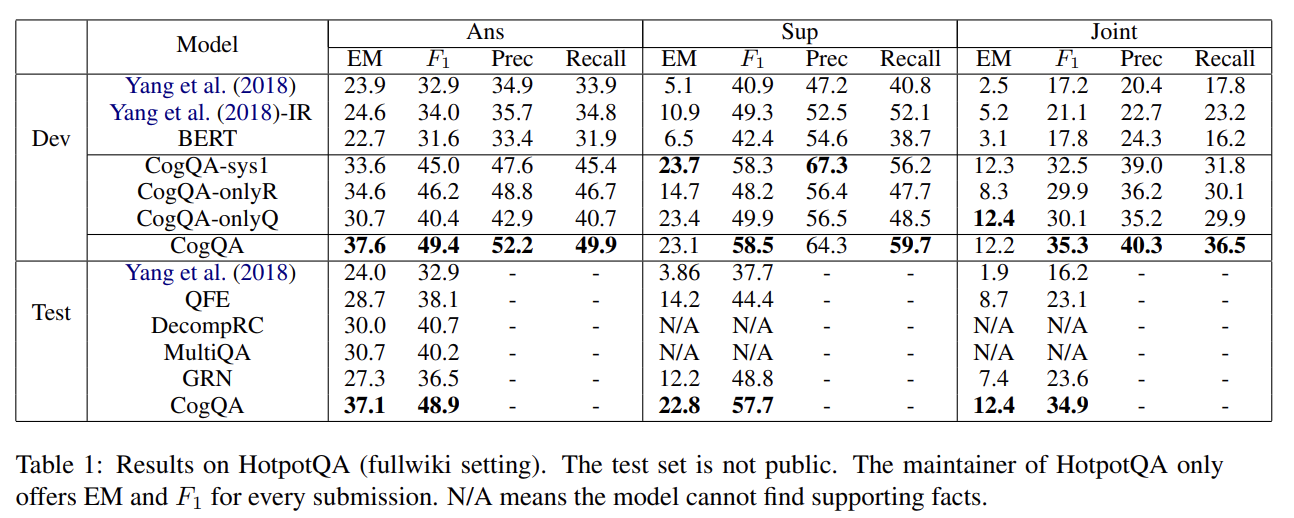 Model Ans Sup Joint
EM F1 Prec Recall EM F1 Prec Recall EM F1 Prec Recall
Dev
Yang et al. (2018) 23.9 32.9 34.9 33.9 5.1 40.9 47.2 40.8 2.5 17.2 20.4 17.8
Yang et al. (2018)-IR 24.6 34.0 35.7 34.8 10.9 49.3 52.5 52.1 5.2 21.1 22.7 23.2
BERT 22.7 31.6 33.4 31.9 6.5 42.4 54.6 38.7 3.1 17.8 24.3 16.2
CogQA-sys1 33.6 45.0 47.6 45.4 23.7 58.3 67.3 56.2 12.3 32.5 39.0 31.8
CogQA-onlyR 34.6 46.2 48.8 46.7 14.7 48.2 56.4 47.7 8.3 29.9 36.2 30.1
CogQA-onlyQ 30.7 40.4 42.9 40.7 23.4 49.9 56.5 48.5 12.4 30.1 35.2 29.9
CogQA 37.6 49.4 52.2 49.9 23.1 58.5 64.3 59.7 12.2 35.3 40.3 36.5
Test
Yang et al. (2018) 24.0 32.9 - - 3.86 37.7 - - 1.9 16.2 - -
QFE 28.7 38.1 - - 14.2 44.4 - - 8.7 23.1 - -
DecompRC 30.0 40.7 - - N/A N/A - - N/A N/A - -
MultiQA 30.7 40.2 - - N/A N/A - - N/A N/A - -
GRN 27.3 36.5 - - 12.2 48.8 - - 7.4 23.6 - -
CogQA 37.1 48.9 - - 22.8 57.7 - - 12.4 34.9 - -
Table 1: Results on HotpotQA (fullwiki setting). The test set is not public. The maintainer of HotpotQA only
offers EM and F1 for every submission. N/A means the model cannot find supporting facts.